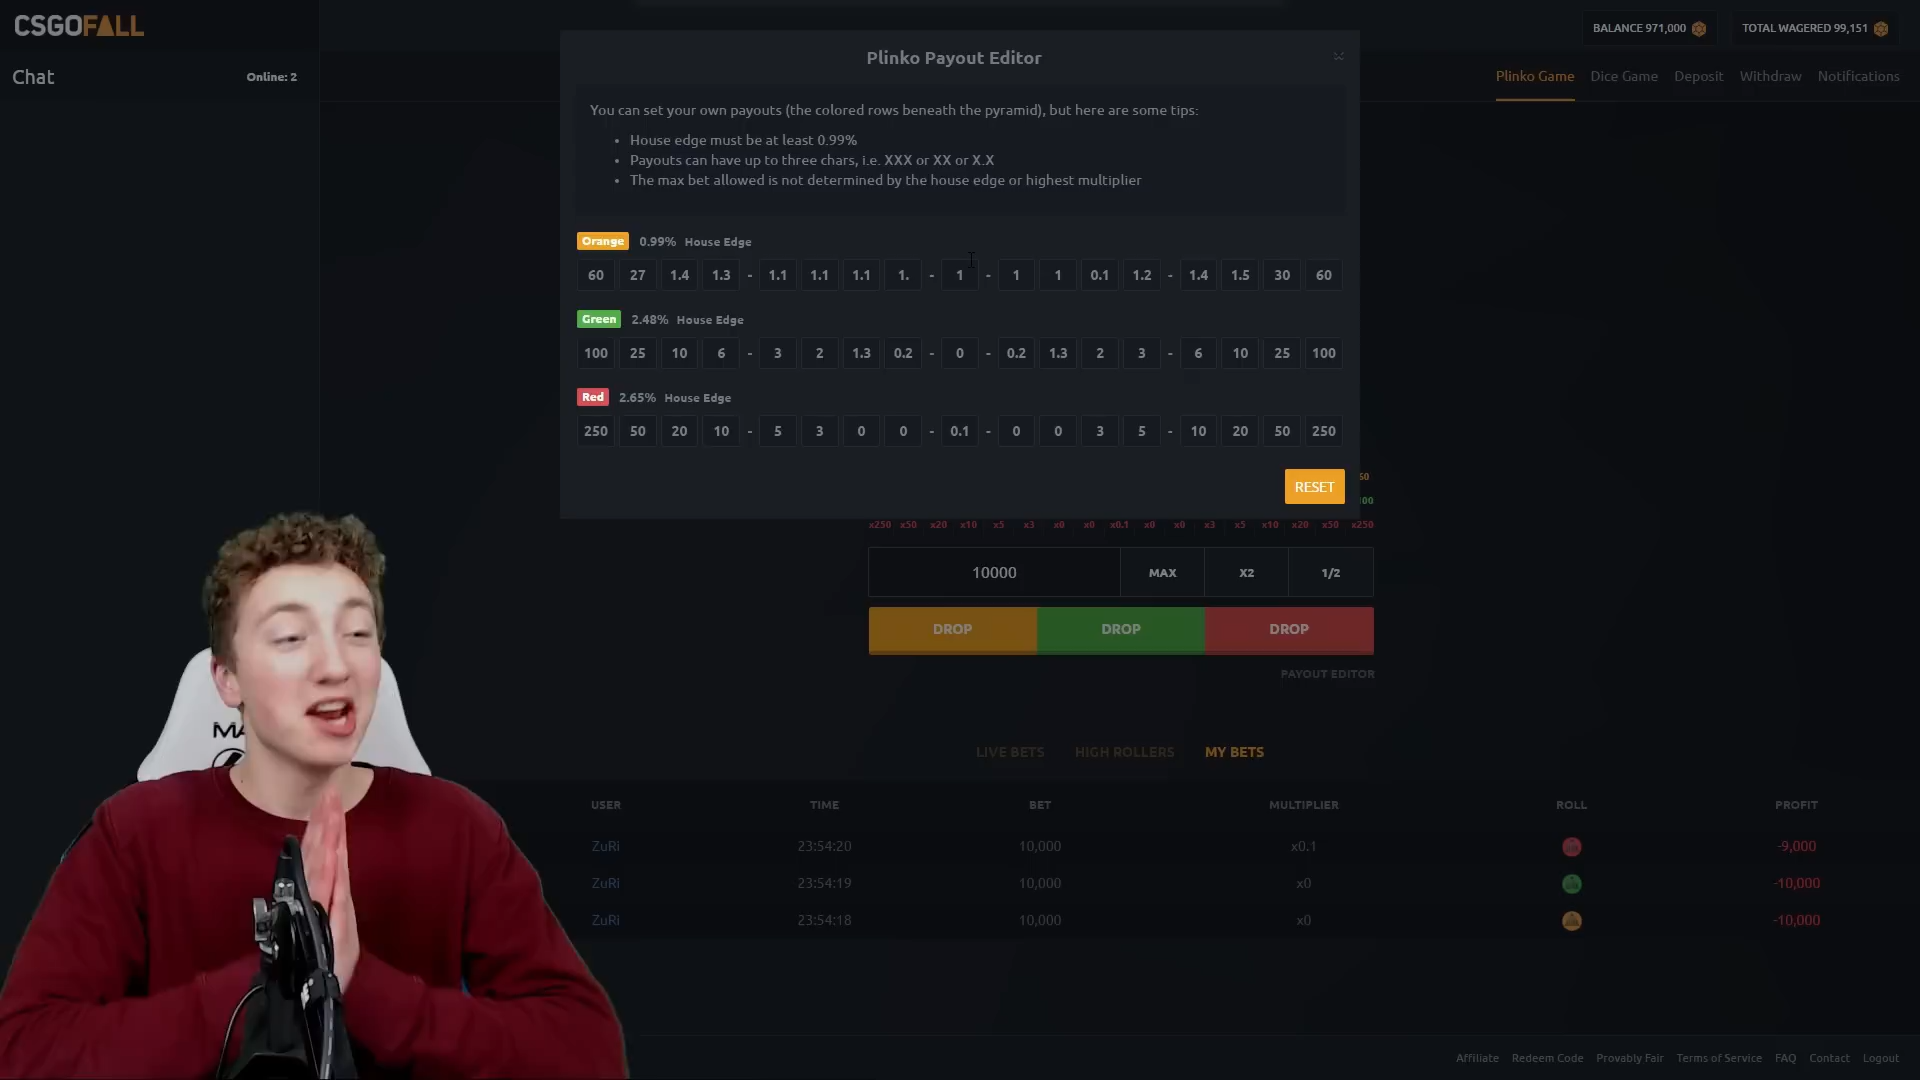 CSGOFALL
BALANCE 971,000
TOTAL WAGERED 99,151
Chat
Online: 2
Plinko Game
Dice Game
Deposit
Withdraw
Notifications
Plinko Payout Editor
You can set your own payouts (the colored rows beneath the pyramid), but here are some tips:
• House edge must be at least 0.99%
• Payouts can have up to three chars, i.e. XXX or XX or X.X
• The max bet allowed is not determined by the house edge or highest multiplier
Orange 0.99% House Edge
60 27 1.4 1.3 - 1.1 1.1 1.1 1. - 1 - 1 1 0.1 1.2 - 1.4 1.5 30 60
Green 2.48% House Edge
100 25 10 6 - 3 2 1.3 0.2 - 0 - 0.2 1.3 2 3 - 6 10 25 100
Red 2.65% House Edge
250 50 20 10 - 5 3 0 0 - 0.1 - 0 0 3 5 - 10 20 50 250
RESET
x250 x50 x20 x10 x5 x3 x0 x0 x0.1 x0 x0 x3 x5 x10 x20 x50 x250
10000 MAX X2 1/2
DROP DROP DROP
PAYOUT EDITOR
LIVE BETS HIGH ROLLERS MY BETS
USER TIME BET MULTIPLIER ROLL PROFIT
ZuRi 23:54:20 10,000 x0.1 -9,000
ZuRi 23:54:19 10,000 x0 -10,000
ZuRi 23:54:18 10,000 x0 -10,000
Affiliate Redeem Code Provably Fair Terms of Service FAQ Contact Logout